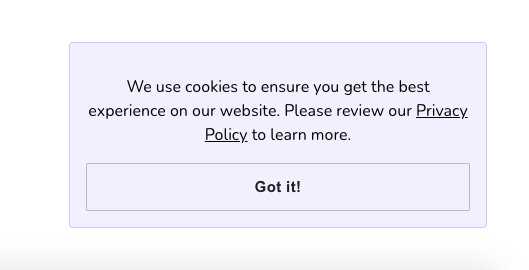 We use cookies to ensure you get the best
experience on our website. Please review our Privacy
Policy to learn more.
Got it!